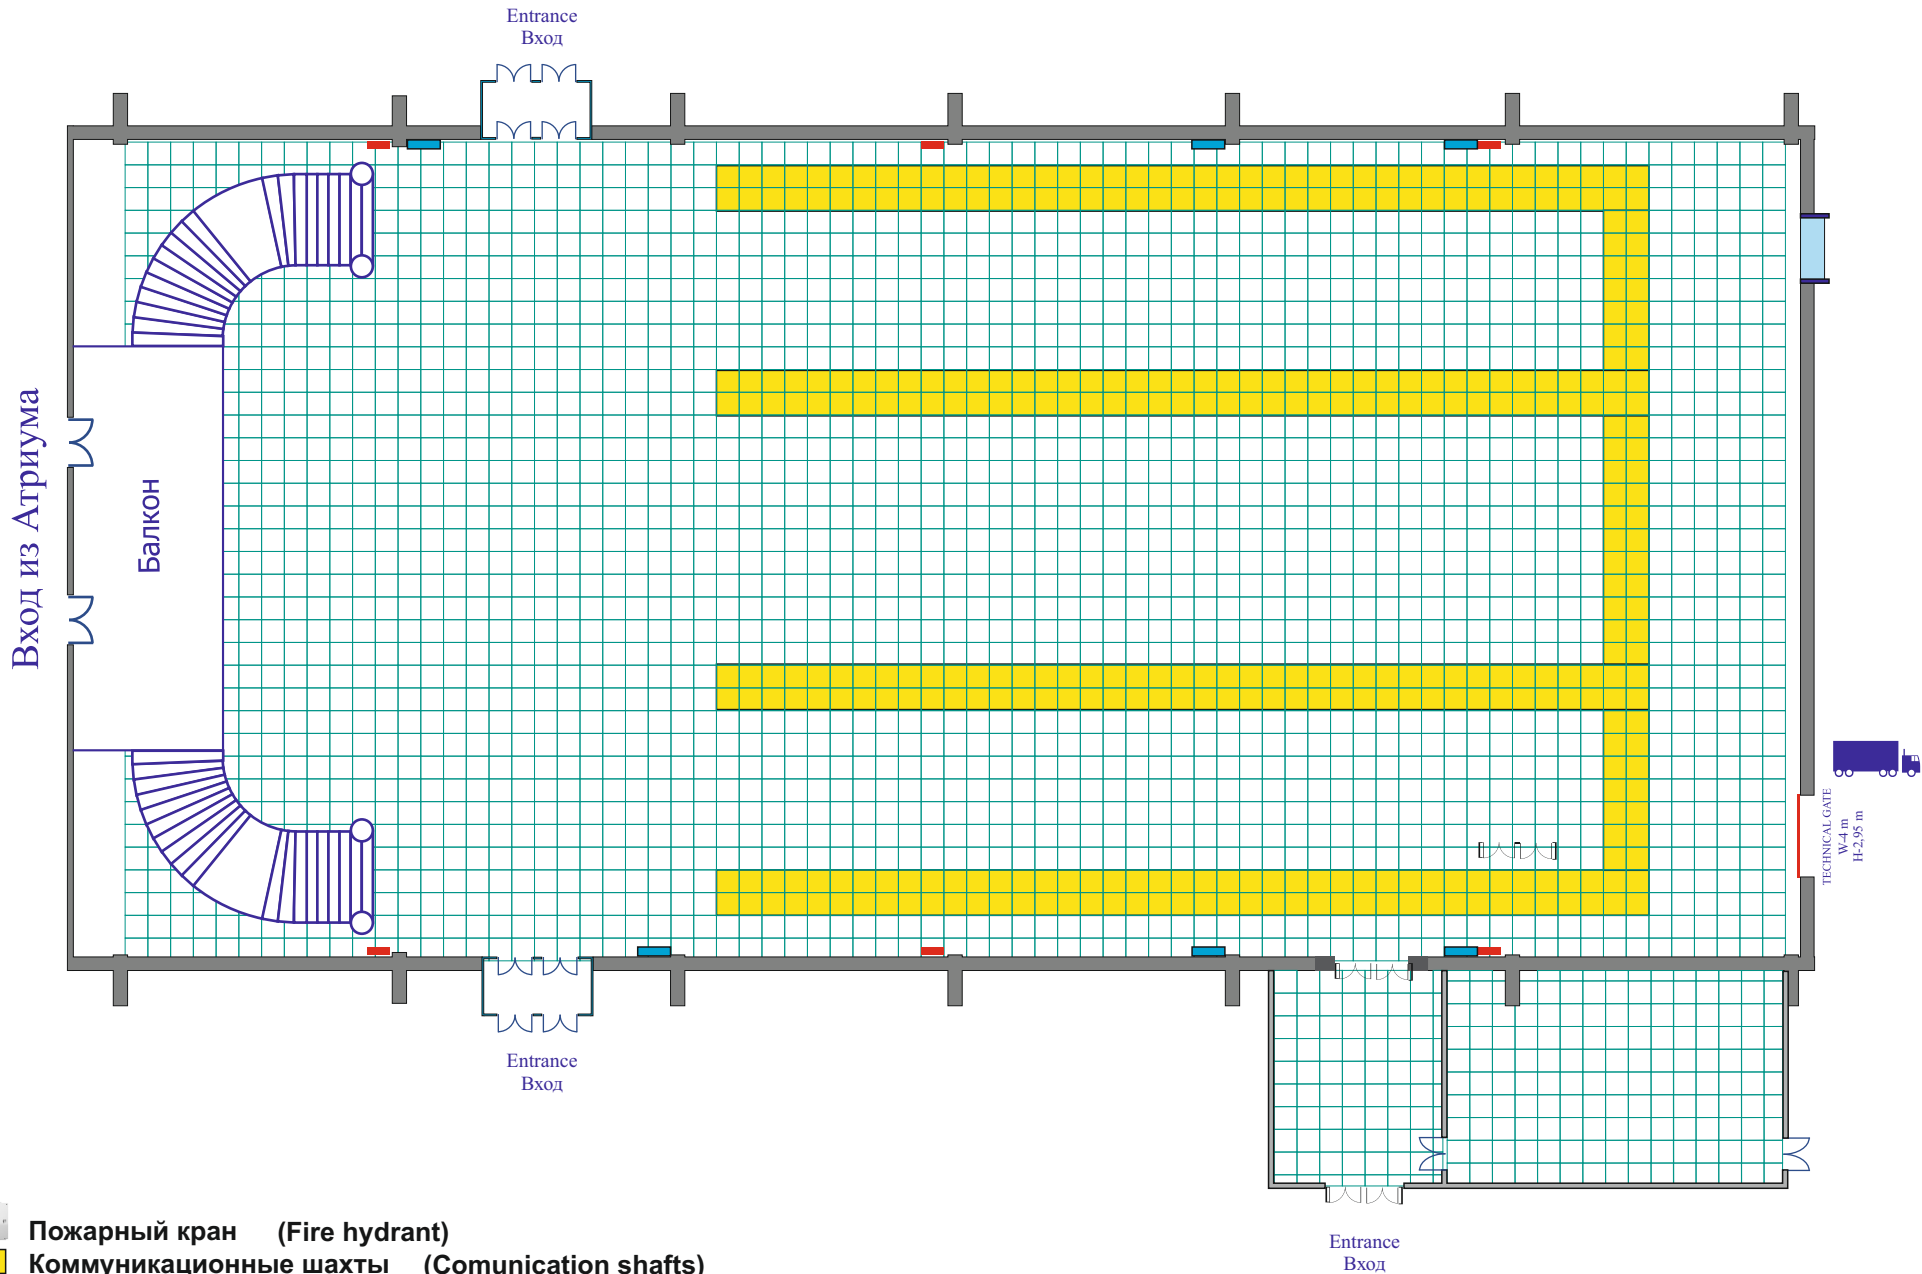 Entrance
Вход
Вход из Атриума
Балкон
TECHNICAL GATE
W-4 m
H-2,95 m
Entrance
Вход
Entrance
Вход
Пожарный кран (Fire hydrant)
Коммуникационные шахты (Comunication shafts)